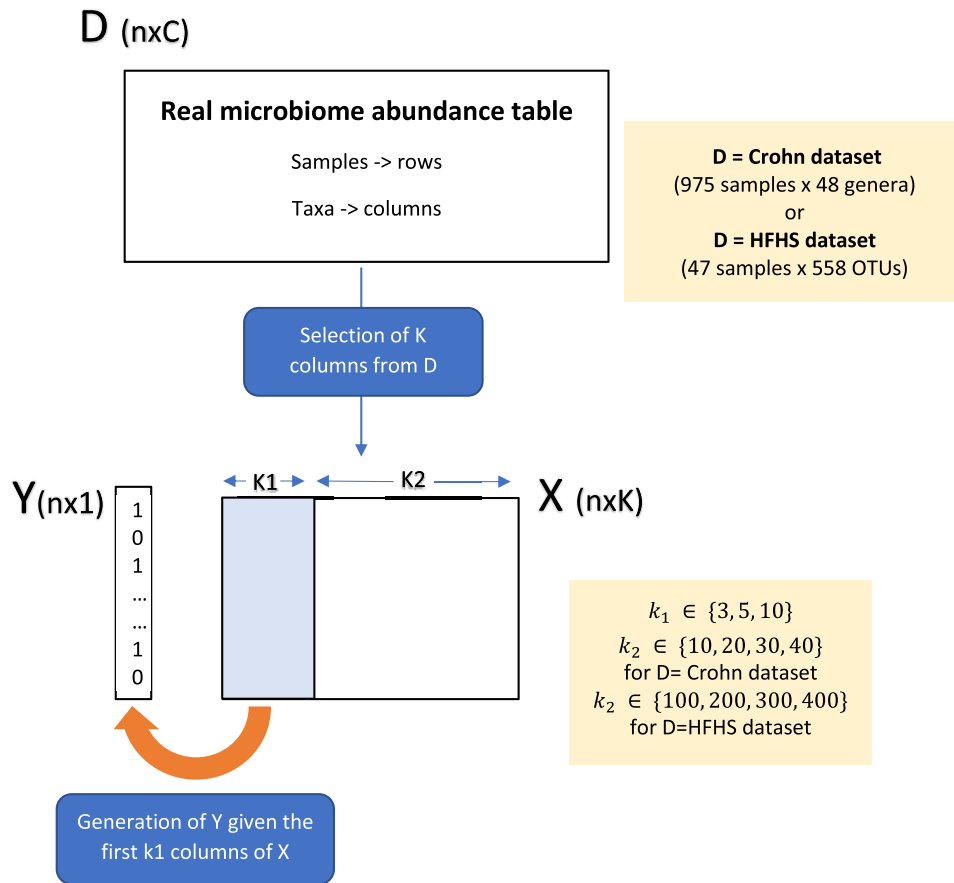 D (nxC)
Real microbiome abundance table
Samples -> rows
Taxa -> columns
D = Crohn dataset
(975 samples x 48 genera)
or
D = HFHS dataset
(47 samples x 558 OTUs)
Selection of K
columns from D
K1
K2
Y(nx1)
X (nxK)
1
0
1
...
...
1
0
k₁ ∈ {3, 5, 10}
k₂ ∈ {10, 20, 30, 40}
for D= Crohn dataset
k₂ ∈ {100, 200, 300, 400}
for D=HFHS dataset
Generation of Y given the
first k1 columns of X